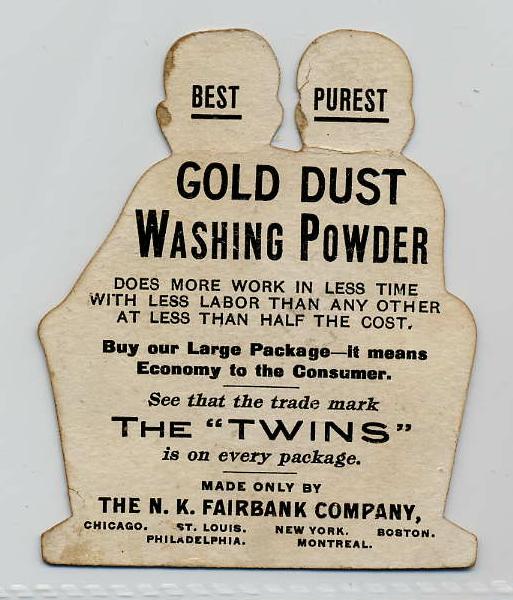 BEST PUREST
GOLD DUST
WASHING POWDER
DOES MORE WORK IN LESS TIME
WITH LESS LABOR THAN ANY OTHER
AT LESS THAN HALF THE COST.
Buy our Large Package—it means
Economy to the Consumer.
See that the trade mark
THE "TWINS"
is on every package.
MADE ONLY BY
THE N. K. FAIRBANK COMPANY,
CHICAGO. ST. LOUIS. NEW YORK. BOSTON.
PHILADELPHIA. MONTREAL.